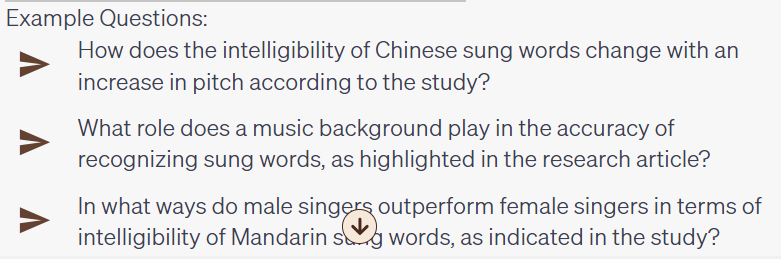 Example Questions:
How does the intelligibility of Chinese sung words change with an
increase in pitch according to the study?
What role does a music background play in the accuracy of
recognizing sung words, as highlighted in the research article?
In what ways do male singers outperform female singers in terms of
intelligibility of Mandarin sung words, as indicated in the study?